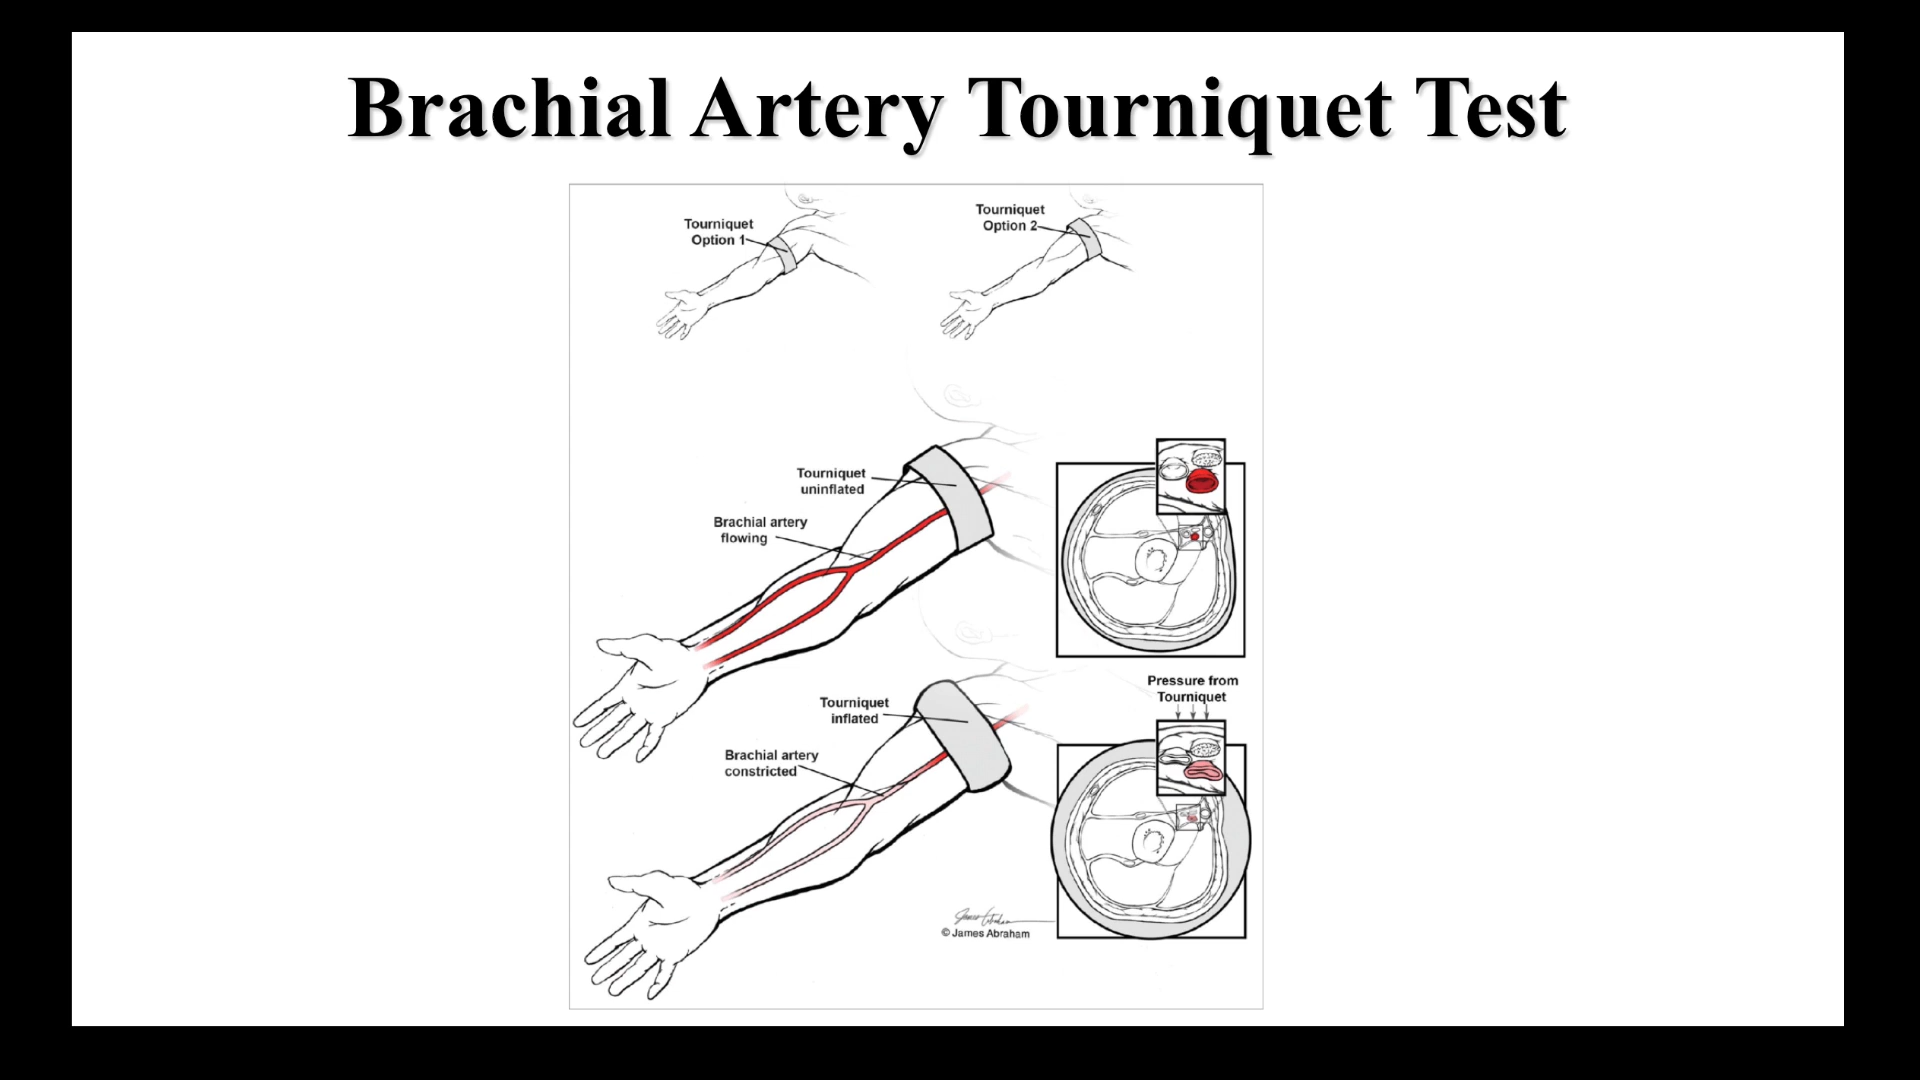 Brachial Artery Tourniquet Test
Tourniquet
Option 1
Tourniquet
Option 2
Tourniquet
uninflated
Brachial artery
flowing
Pressure from
Tourniquet
Tourniquet
inflated
Brachial artery
constricted
© James Abraham